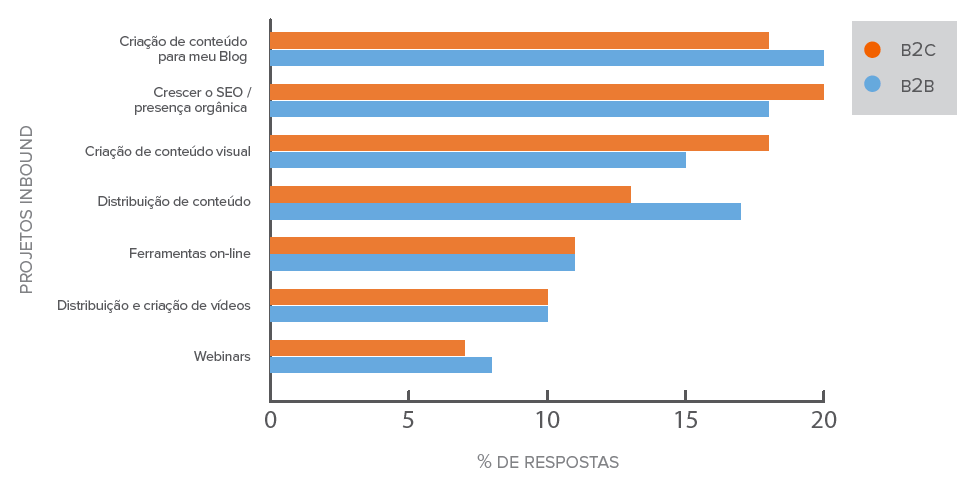 Criação de conteúdo
para meu Blog
Crescer o SEO /
presença orgânica
Criação de conteúdo visual
Distribuição de conteúdo
Ferramentas on-line
Distribuição e criação de vídeos
Webinars
PROJETOS INBOUND
0 5 10 15 20
% DE RESPOSTAS
B2C
B2B